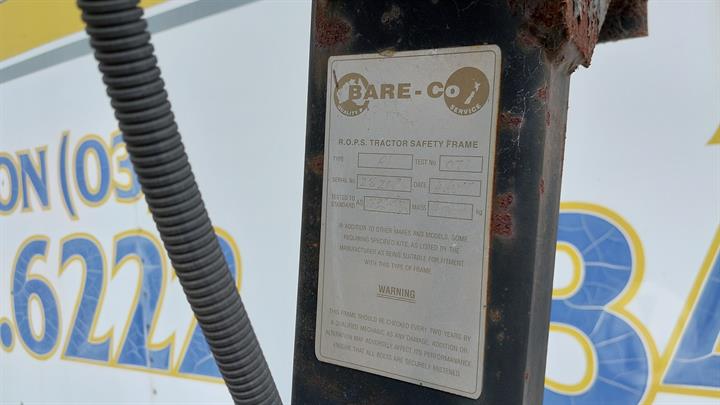 BARE-Co
QUALITY &
SERVICE
R.O.P.S. TRACTOR SAFETY FRAME
TYPE TEST No
SERIAL No DATE
TESTED TO
STANDARD AS MASS kg
IN ADDITION TO OTHER MAKES AND MODELS, SOME
REQUIRING SPECIFIED KITS, AS LISTED BY THE
MANUFACTURER AS BEING SUITABLE FOR FITMENT
WITH THIS TYPE OF FRAME.
WARNING
THIS FRAME SHOULD BE CHECKED EVERY TWO YEARS BY
A QUALIFIED MECHANIC AS ANY DAMAGE, ADDITION OR
ALTERATION MAY ADVERSELY AFFECT ITS PERFORMANCE
ENSURE THAT ALL BOLTS ARE SECURELY FASTENED
ON (03
.6222
84